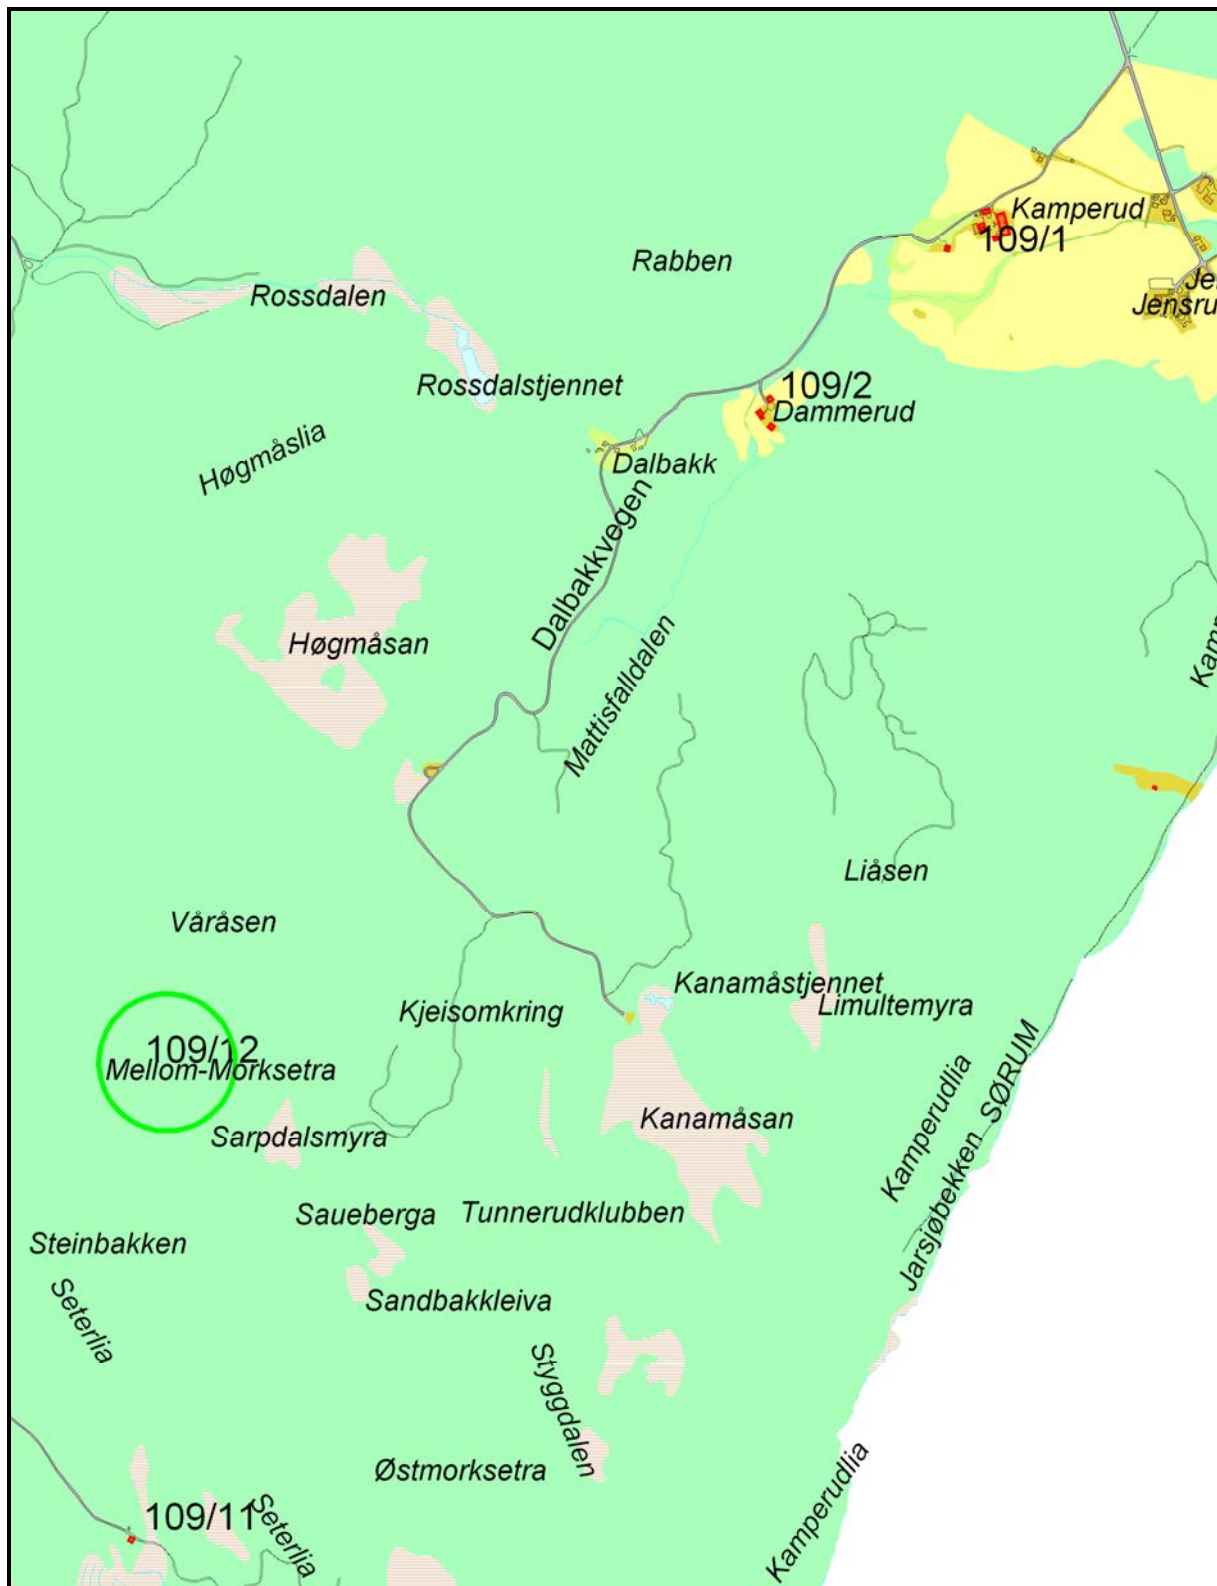 Kamperud
109/1
Rabben
Rossdalen
Jensru
109/2
Rossdalstjennet
Dammerud
Høgmåslia
Dalbakk
Dalbakkvegen
Høgmåsan
Mattisfalldalen
Kamp
Liåsen
Våråsen
Kanamåstjennet
Limultemyra
Kjeisomkring
109/12
Mellom-Morksetra
Kanamåsan
Sarpdalsmyra
Kamperudlia
Jarsjøbekken SØRUM
Saueberga
Tunnerudklubben
Steinbakken
Sandbakkleiva
Seterlia
Styggdalen
Østmorksetra
109/11
Seterlia
Kamperudlia